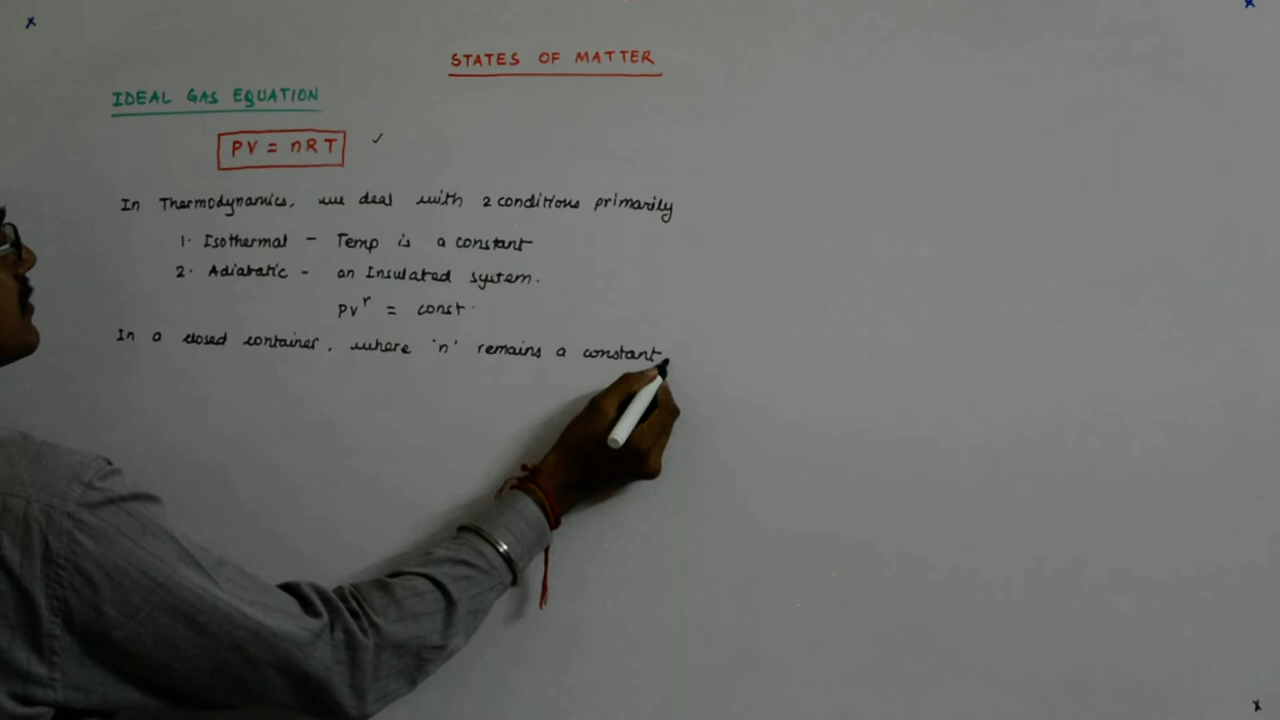 STATES OF MATTER
IDEAL GAS EQUATION
PV = nRT ✓
In Thermodynamics, we deal with 2 conditions primarily
1. Isothermal - Temp is a constant
2. Adiabatic - an Insulated system.
PV^r = const.
In a closed container, where 'n' remains a constant